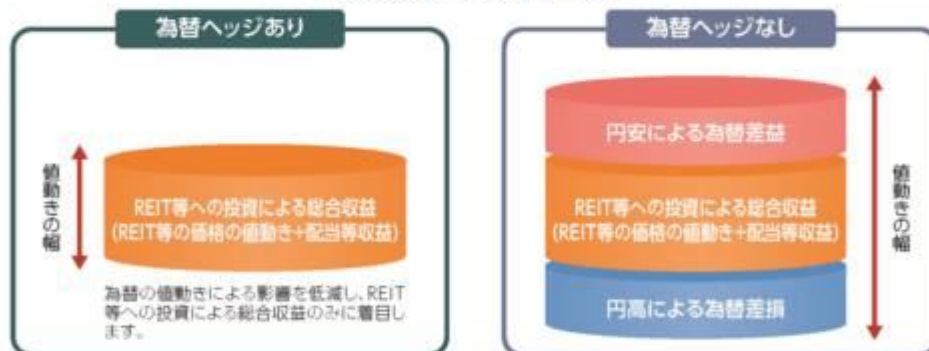 為替ヘッジあり
値動きの幅
REIT等への投資による総合収益
(REIT等の価格の値動き+配当等収益)
為替の値動きによる影響を低減し、REIT
等への投資による総合収益のみに着目し
ます。
為替ヘッジなし
円安による為替差益
REIT等への投資による総合収益
(REIT等の価格の値動き+配当等収益)
円高による為替差損
値動きの幅